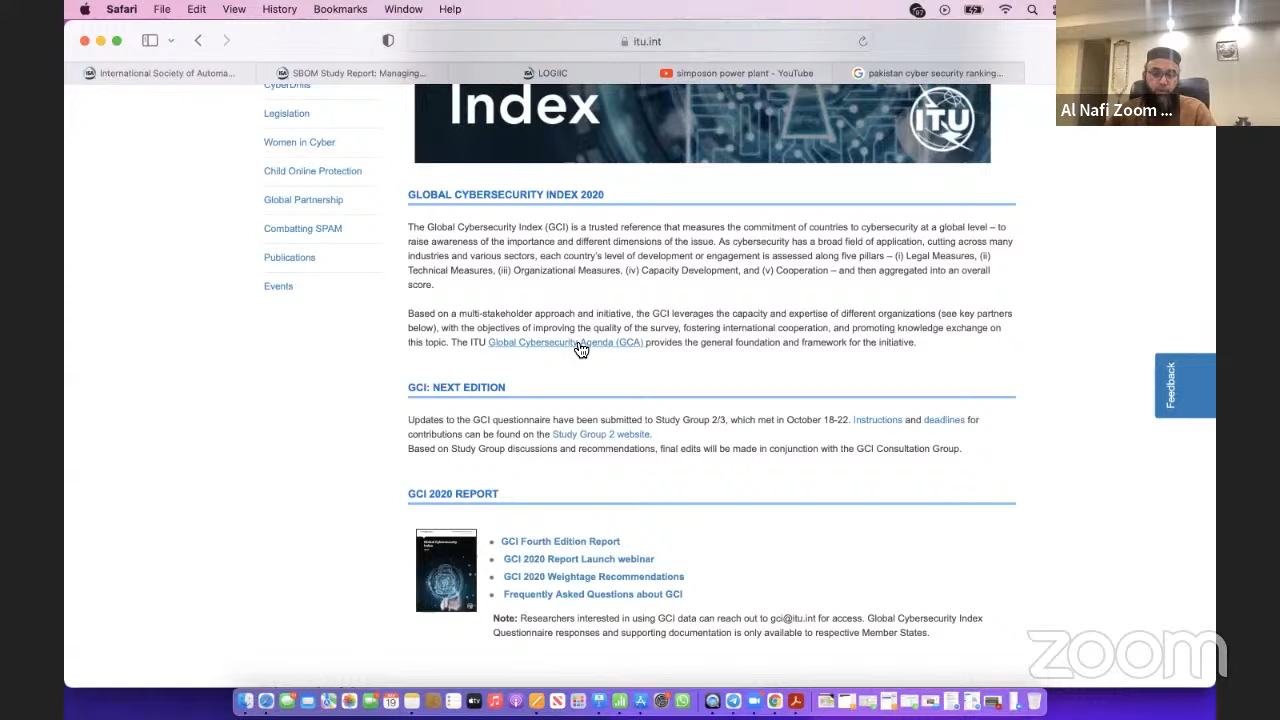 Safari File Edit View History Bookmarks Window Help
itu.int
International Society of Automa...
SBOM Study Report: Managing...
LOGIIC
simposon power plant - YouTube
pakistan cyber security ranking...
Al Nafi Zoom ...
CyberDrills
Legislation
Women in Cyber
Child Online Protection
Global Partnership
Combatting SPAM
Publications
Events
Index
ITU
GLOBAL CYBERSECURITY INDEX 2020
The Global Cybersecurity Index (GCI) is a trusted reference that measures the commitment of countries to cybersecurity at a global level – to
raise awareness of the importance and different dimensions of the issue. As cybersecurity has a broad field of application, cutting across many
industries and various sectors, each country's level of development or engagement is assessed along five pillars – (i) Legal Measures, (ii)
Technical Measures, (iii) Organizational Measures, (iv) Capacity Development, and (v) Cooperation – and then aggregated into an overall
score.
Based on a multi-stakeholder approach and initiative, the GCI leverages the capacity and expertise of different organizations (see key partners
below), with the objectives of improving the quality of the survey, fostering international cooperation, and promoting knowledge exchange on
this topic. The ITU Global Cybersecurity Agenda (GCA) provides the general foundation and framework for the initiative.
GCI: NEXT EDITION
Updates to the GCI questionnaire have been submitted to Study Group 2/3, which met in October 18-22. Instructions and deadlines for
contributions can be found on the Study Group 2 website.
Based on Study Group discussions and recommendations, final edits will be made in conjunction with the GCI Consultation Group.
GCI 2020 REPORT
GCI Fourth Edition Report
GCI 2020 Report Launch webinar
GCI 2020 Weightage Recommendations
Frequently Asked Questions about GCI
Note: Researchers interested in using GCI data can reach out to gci@itu.int for access. Global Cybersecurity Index
Questionnaire responses and supporting documentation is only available to respective Member States.
Feedback
zoom